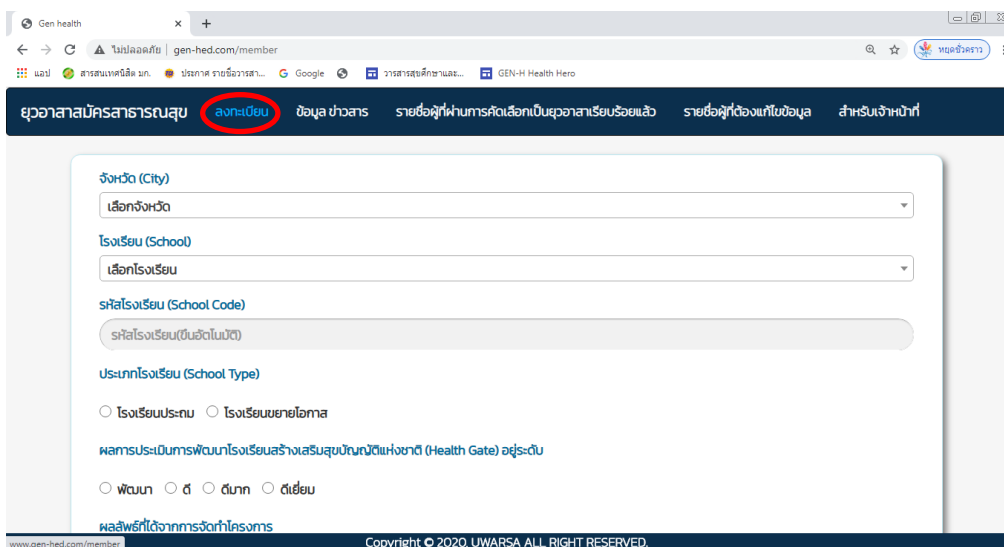 Gen health
ไม่ปลอดภัย | gen-hed.com/member
หยุดชั่วคราว
แอป สารสนเทศนิสิต มก. ประกาศ รายชื่อวารสา... Google วารสารสุขศึกษาและ... GEN-H Health Hero
ยุวอาสาสมัครสาธารณสุข ลงทะเบียน ข้อมูล ข่าวสาร รายชื่อผู้ที่ผ่านการคัดเลือกเป็นยุวอาสาเรียบร้อยแล้ว รายชื่อผู้ที่ต้องแก้ไขข้อมูล สำหรับเจ้าหน้าที่
จังหวัด (City)
เลือกจังหวัด
โรงเรียน (School)
เลือกโรงเรียน
รหัสโรงเรียน (School Code)
รหัสโรงเรียน(ขึ้นอัตโนมัติ)
ประเภทโรงเรียน (School Type)
โรงเรียนประถม โรงเรียนขยายโอกาส
ผลการประเมินการพัฒนาโรงเรียนสร้างเสริมสุขบัญญัติแห่งชาติ (Health Gate) อยู่ระดับ
พัฒนา ดี ดีมาก ดีเยี่ยม
ผลลัพธ์ที่ได้จากการจัดทำโครงการ
www.gen-hed.com/member
Copyright © 2020. UWARSA ALL RIGHT RESERVED.